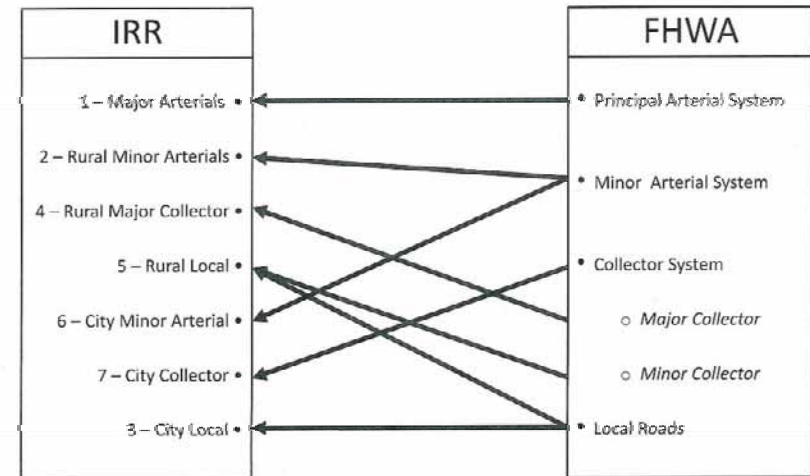 IRR
1 – Major Arterials •
2 – Rural Minor Arterials •
4 – Rural Major Collector •
5 – Rural Local •
6 – City Minor Arterial •
7 – City Collector •
3 – City Local •
FHWA
• Principal Arterial System
• Minor Arterial System
• Collector System
○ Major Collector
○ Minor Collector
• Local Roads